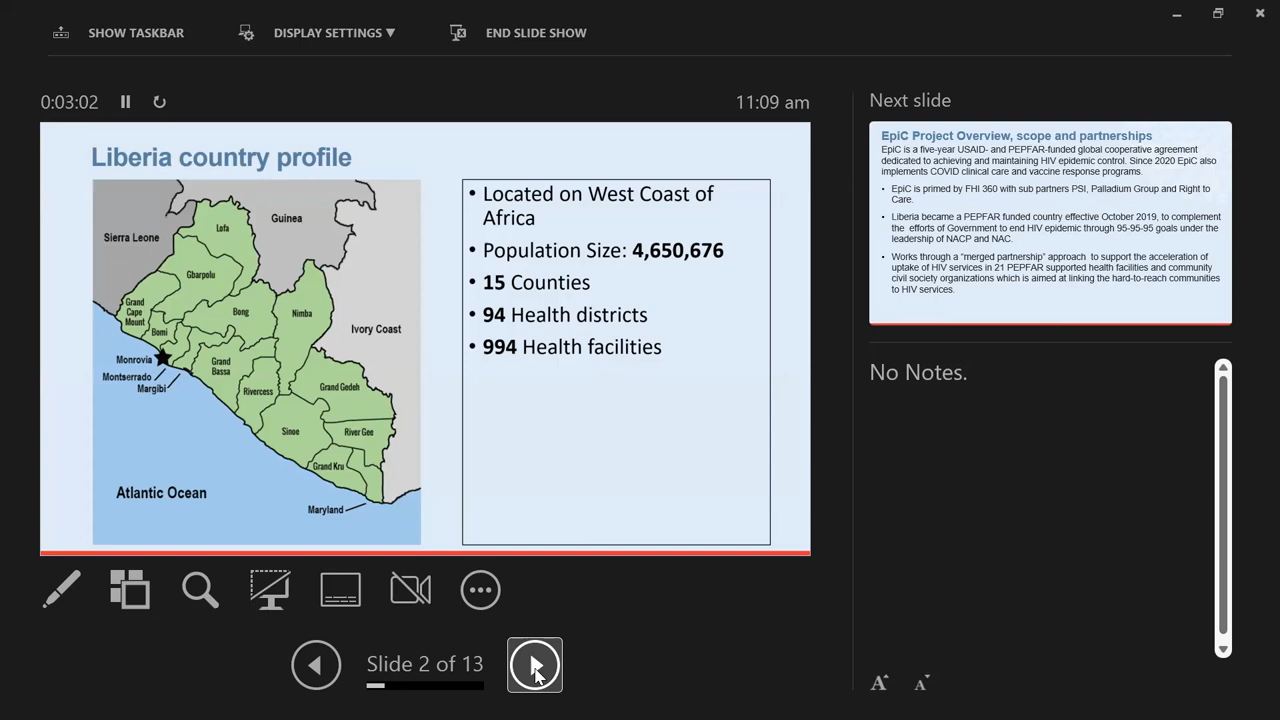 SHOW TASKBAR
DISPLAY SETTINGS ▼
END SLIDE SHOW
0:03:02
11:09 am
Liberia country profile
Sierra Leone
Guinea
Lofa
Gbarpolu
Grand
Cape
Mount
Bomi
Bong
Nimba
Ivory Coast
Monrovia
Montserrado
Margibi
Grand
Bassa
Rivercess
Grand Gedeh
Sinoe
River Gee
Grand Kru
Atlantic Ocean
Maryland
• Located on West Coast of
Africa
• Population Size: 4,650,676
• 15 Counties
• 94 Health districts
• 994 Health facilities
Slide 2 of 13
Next slide
EpiC Project Overview, scope and partnerships
EpiC is a five-year USAID- and PEPFAR-funded global cooperative agreement
dedicated to achieving and maintaining HIV epidemic control. Since 2020 EpiC also
implements COVID clinical care and vaccine response programs.
• EpiC is primed by FHI 360 with sub partners PSI, Palladium Group and Right to
Care.
• Liberia became a PEPFAR funded country effective October 2019, to complement
the efforts of Government to end HIV epidemic through 95-95-95 goals under the
leadership of NACP and NAC.
• Works through a “merged partnership” approach to support the acceleration of
uptake of HIV services in 21 PEPFAR supported health facilities and community
civil society organizations which is aimed at linking the hard-to-reach communities
to HIV services.
No Notes.
A A